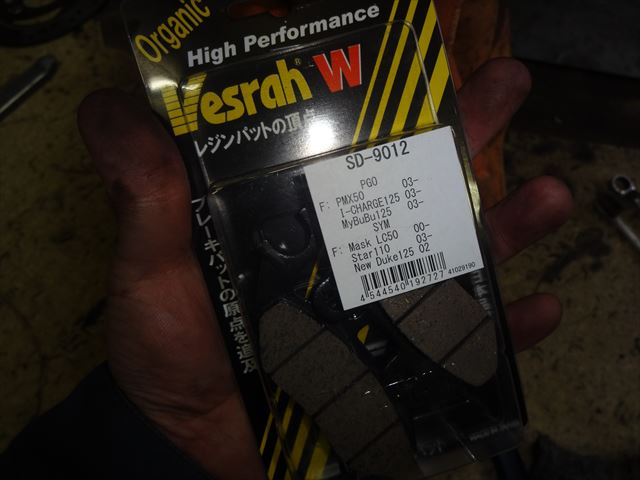 Organic
High Performance
Vesrah® W
レジンパットの頂点
ブレーキパットの原点を追及
SD-9012
PGO
F: PMX50 03-
I-CHARGE125 03-
MyBuBu125 03-
SYM
F: Mask LC50 00-
Star110 03-
New Duke125 02
4 544540 192727
41029190